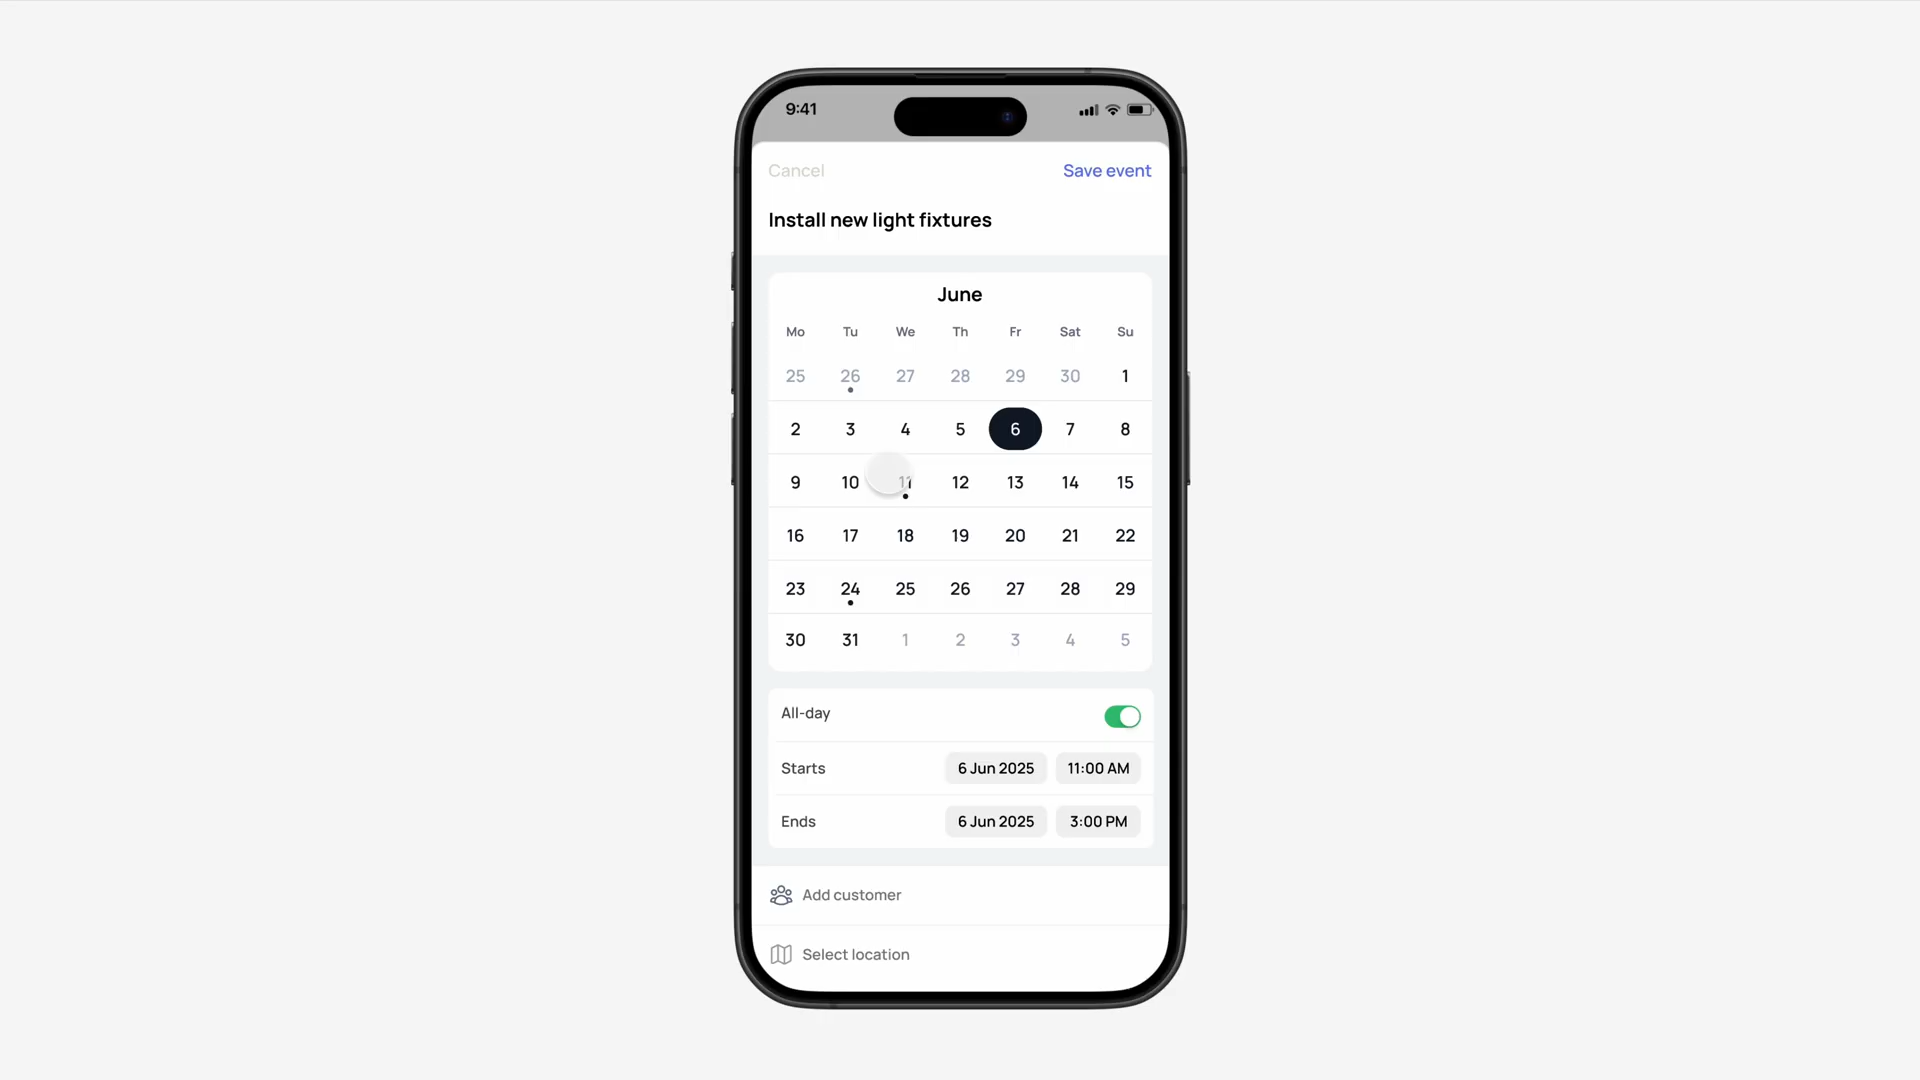 9:41
Cancel Save event
Install new light fixtures
June
Mo Tu We Th Fr Sat Su
25 26 27 28 29 30 1
2 3 4 5 6 7 8
9 10 11 12 13 14 15
16 17 18 19 20 21 22
23 24 25 26 27 28 29
30 31 1 2 3 4 5
All-day
Starts 6 Jun 2025 11:00 AM
Ends 6 Jun 2025 3:00 PM
Add customer
Select location